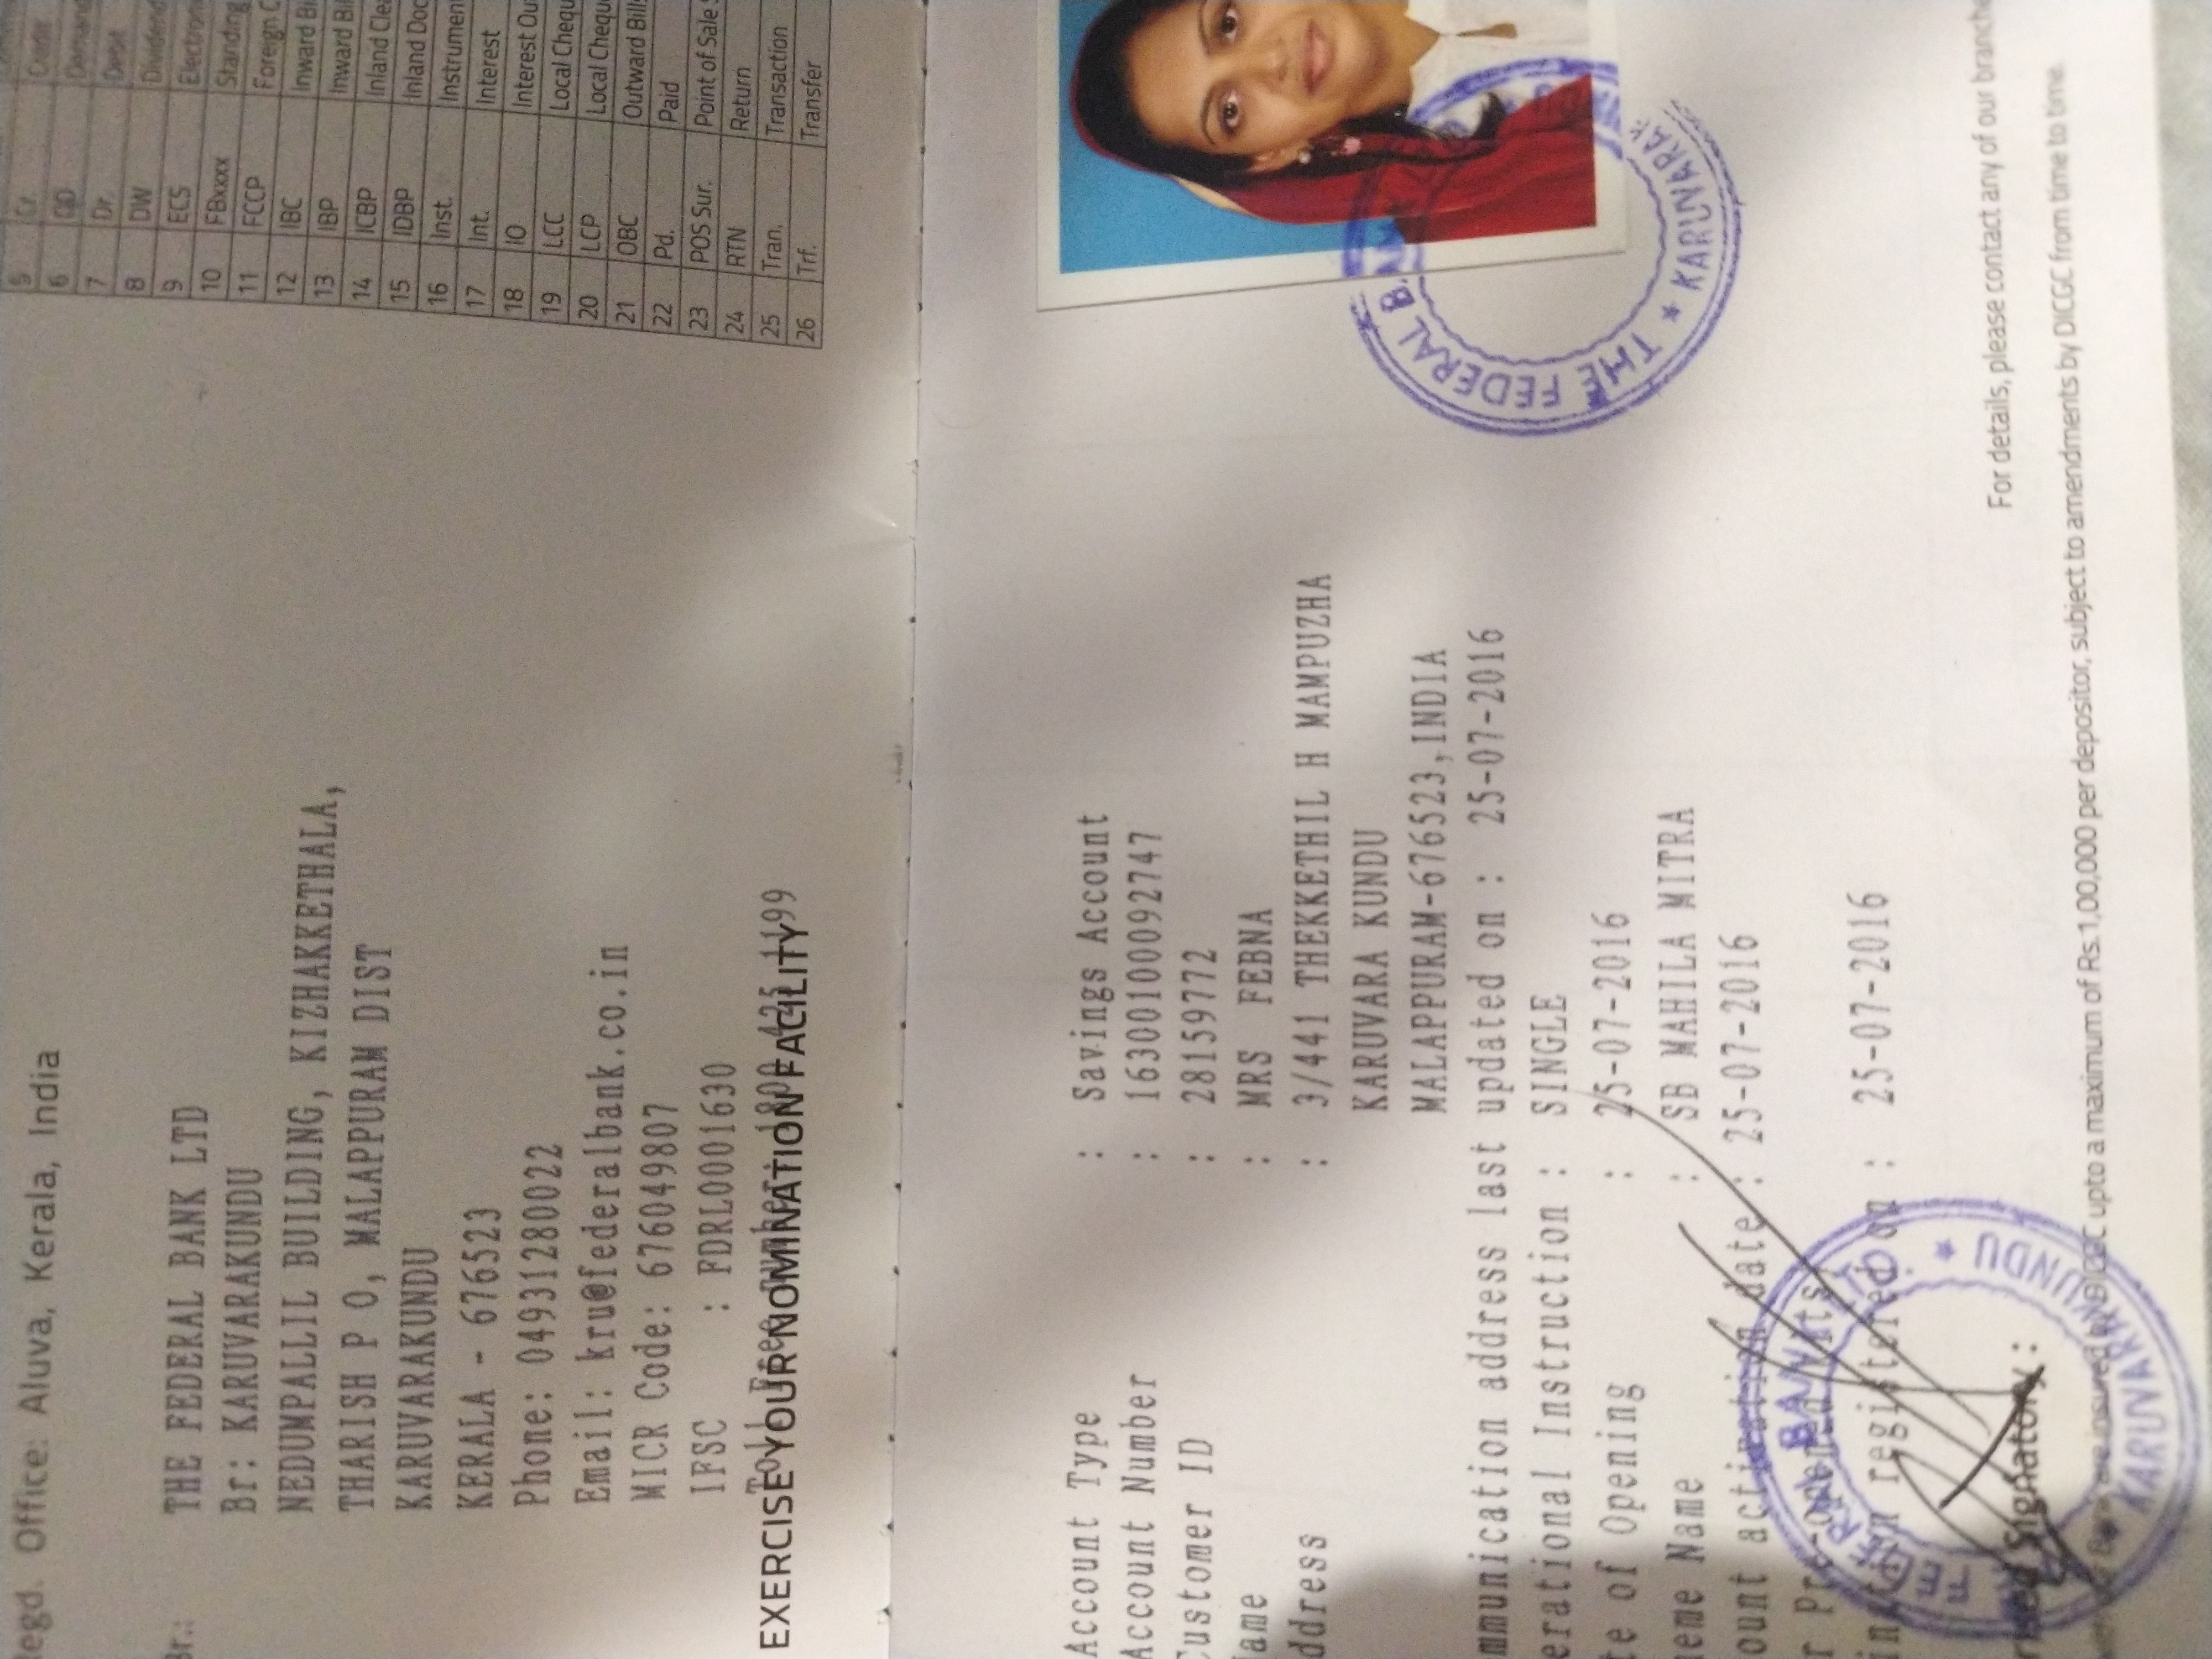 Regd. Office: Aluva, Kerala, India
Br.: THE FEDERAL BANK LTD
Br: KARUVARAKUNDU
NEDUMPALLIL BUILDING, KIZHAKKETHALA,
THARISH P O, MALAPPURAM DIST
KARUVARAKUNDU
KERALA - 676523
Phone: 04931280022
Email: kru@federalbank.co.in
MICR Code: 676049807
IFSC : FDRL0001630
Toll Free number: 1800 425 1199
EXERCISE YOUR NOMINATION FACILITY
5 Cr. Credit
6 DD Demand
7 Dr. Debit
8 DW Dividend
9 ECS Electron
10 FBxxxx Standing
11 FCCP Foreign C
12 IBC Inward Bi
13 IBP Inward Bil
14 ICBP Inland Clea
15 IDBP Inland Doc
16 Inst. Instrumen
17 Int. Interest
18 IO Interest Ou
19 LCC Local Chequ
20 LCP Local Chequ
21 OBC Outward Bill
22 Pd. Paid
23 POS Sur. Point of Sale
24 RTN Return
25 Tran. Transaction
26 Trf. Transfer
Account Type : Savings Account
Account Number : 16300100092747
Customer ID : 28159772
ame : MRS FEBNA
ddress : 3/441 THEKKETHIL H MAMPUZHA
KARUVARA KUNDU
MALAPPURAM-676523,INDIA
mmunication address last updated on : 25-07-2016
erational Instruction : SINGLE
te of Opening : 25-07-2016
eme Name : SB MAHILA MITRA
ount activation date : 25-07-2016
r Pre-opened kits
ination registered on : 25-07-2016
THE FEDERAL BANK
KARUVARAK
FEDERAL BANK LTD.
KARUVARAKUNDU
rised Signatory :
For details, please contact any of our branche
Bank are insured by DICGC upto a maximum of Rs.1,00,000 per depositor, subject to amendments by DICGC from time to time.